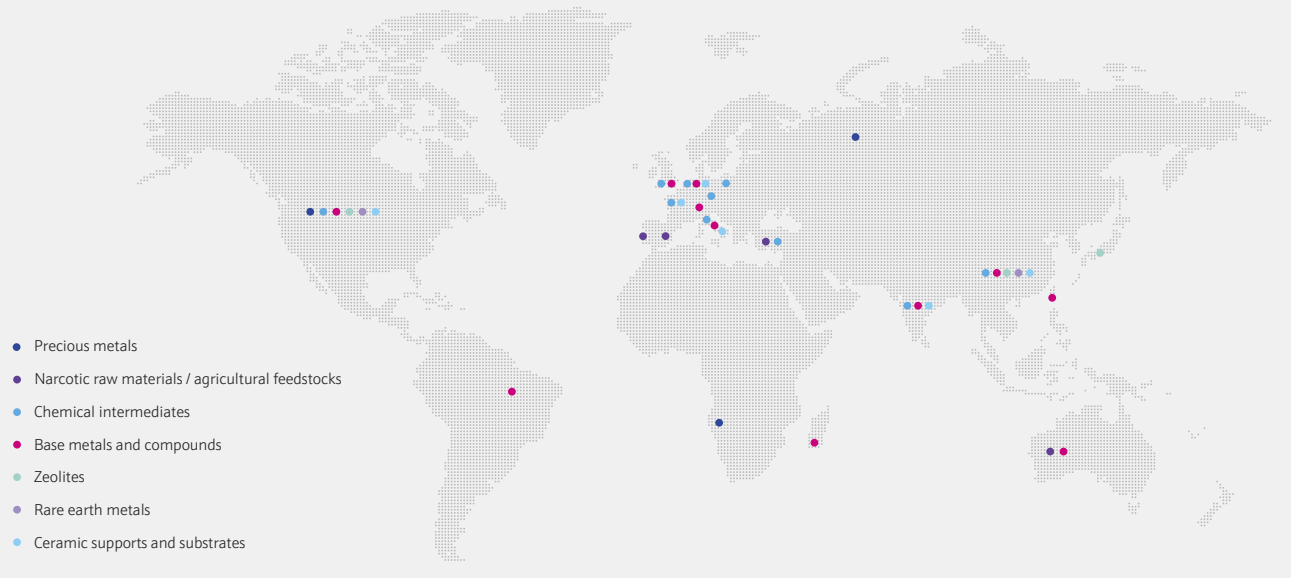 Precious metals
Narcotic raw materials / agricultural feedstocks
Chemical intermediates
Base metals and compounds
Zeolites
Rare earth metals
Ceramic supports and substrates